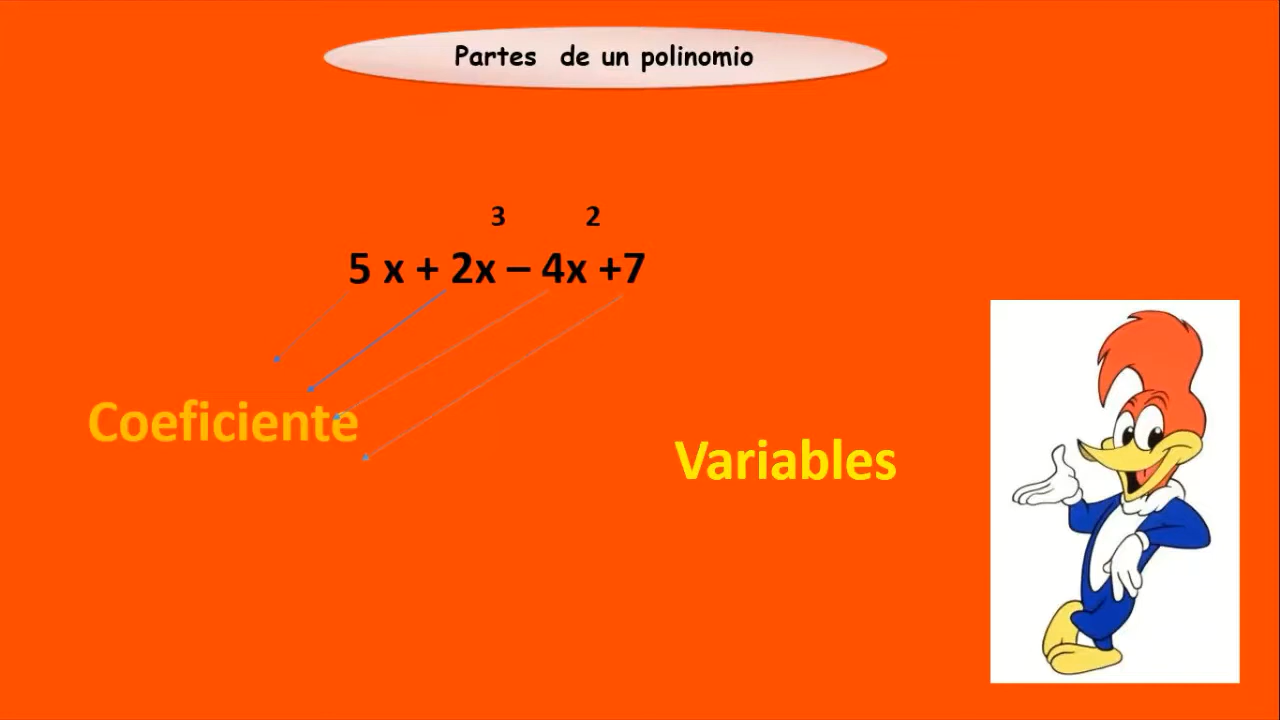 Partes de un polinomio
3 2
5 x + 2x – 4x +7
Coeficiente
Variables